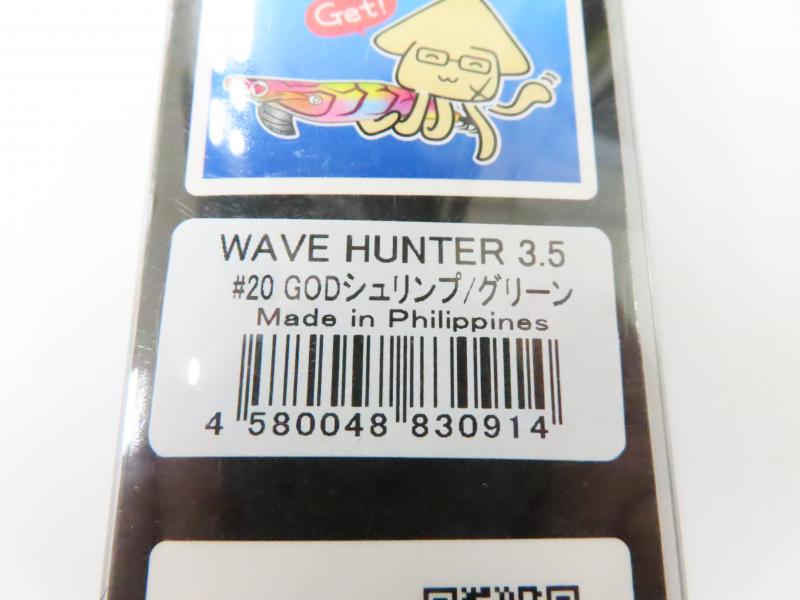 Get!
WAVE HUNTER 3.5
#20 GODシュリンプ/グリーン
Made in Philippines
4 580048 830914